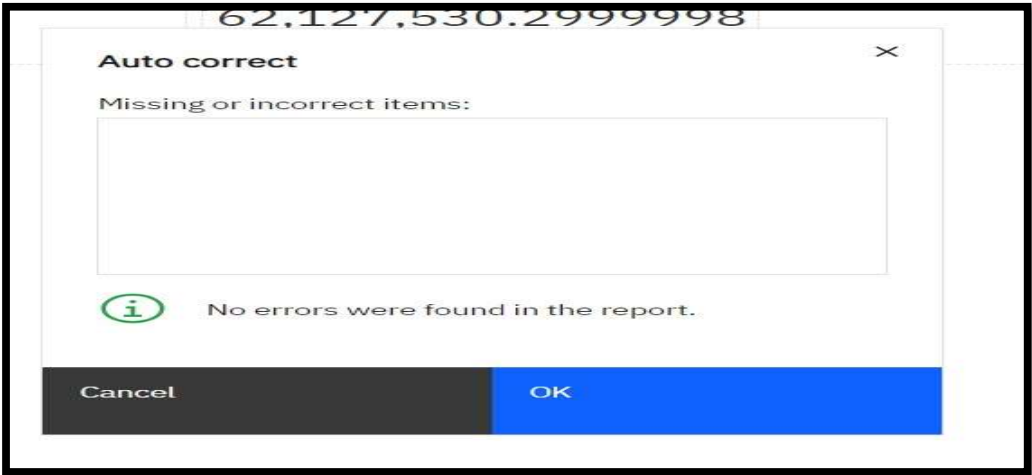 62,127,530.2999998
Auto correct
Missing or incorrect items:
No errors were found in the report.
Cancel
OK